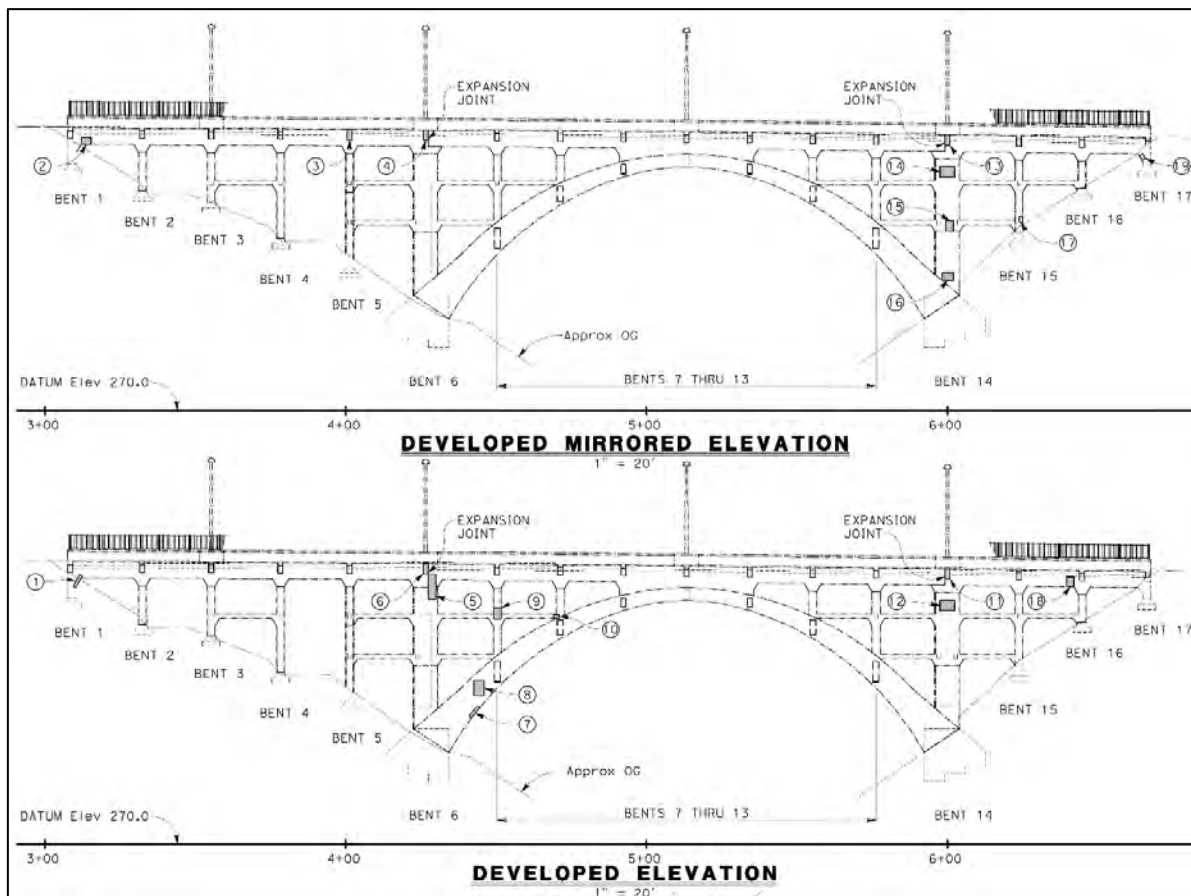 EXPANSION
JOINT
EXPANSION
JOINT
② ③ ④ ⑭ ⑬ ⑲
BENT 1
BENT 17
BENT 2
⑮
BENT 16
BENT 3
⑰
BENT 4
BENT 15
BENT 5
⑯
Approx OG
DATUM Elev 270.0
BENT 6
BENTS 7 THRU 13
BENT 14
3+00 4+00 5+00 6+00
DEVELOPED MIRRORED ELEVATION
1" = 20'
EXPANSION
JOINT
EXPANSION
JOINT
① ⑥ ⑤ ⑨ ⑫ ⑪ ⑱
BENT 1
⑩
BENT 17
BENT 2
BENT 16
BENT 3
BENT 4
⑧
BENT 15
BENT 5
⑦
Approx OG
DATUM Elev 270.0
BENT 6
BENTS 7 THRU 13
BENT 14
3+00 4+00 5+00 6+00
DEVELOPED ELEVATION
1" = 20'